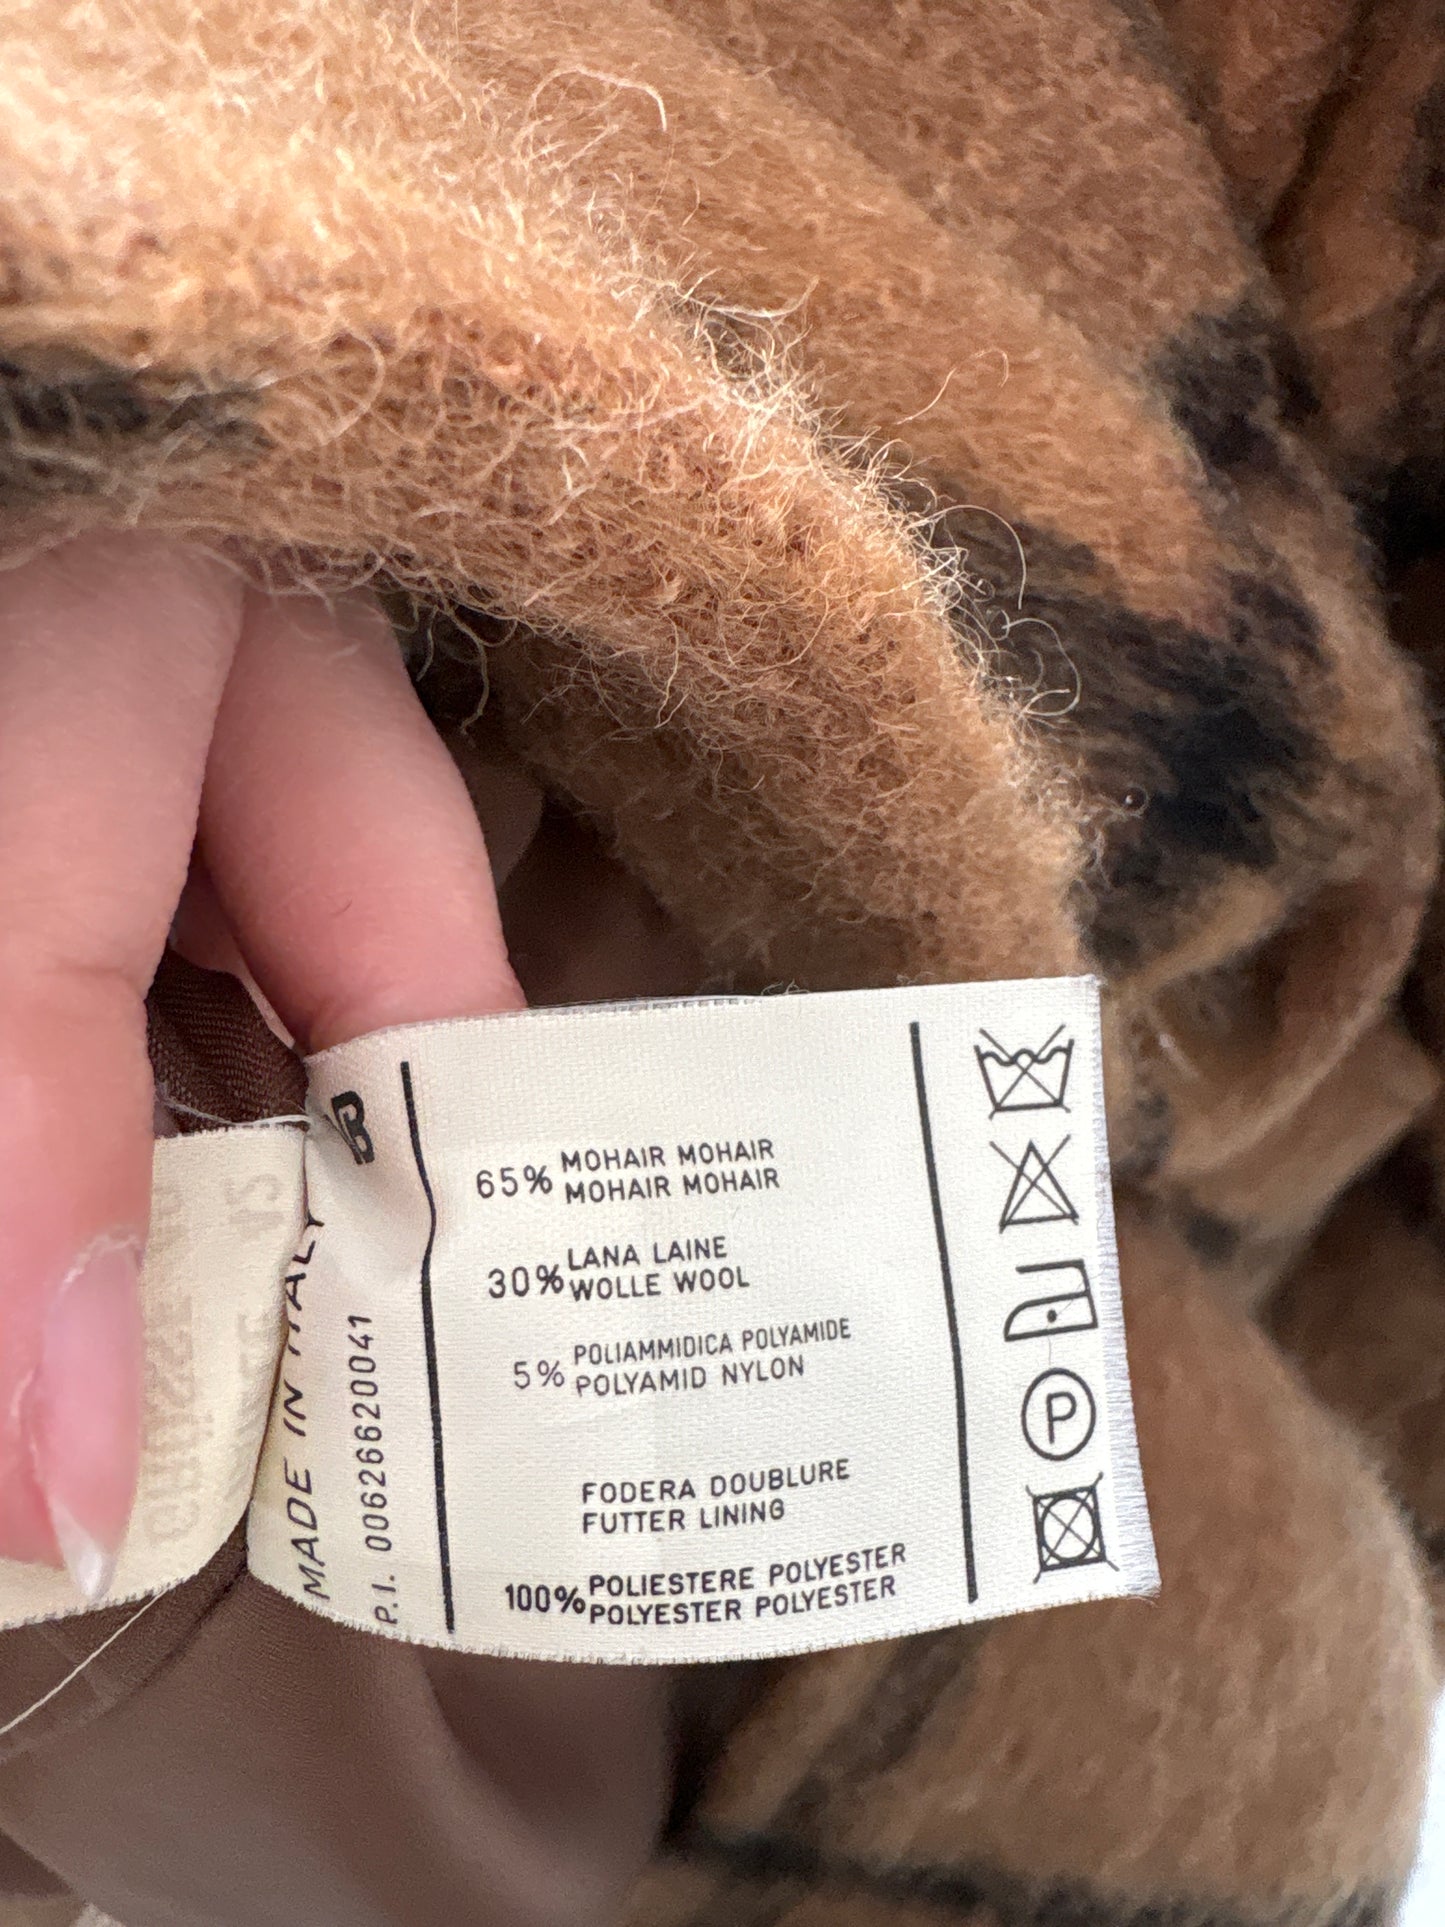 65% MOHAIR MOHAIR
MOHAIR MOHAIR
30% LANA LAINE
WOLLE WOOL
5% POLIAMMIDICA POLYAMIDE
POLYAMID NYLON
FODERA DOUBLURE
FUTTER LINING
100% POLIESTERE POLYESTER
POLYESTER POLYESTER
P
MADE IN ITALY
P.I. 00626620041